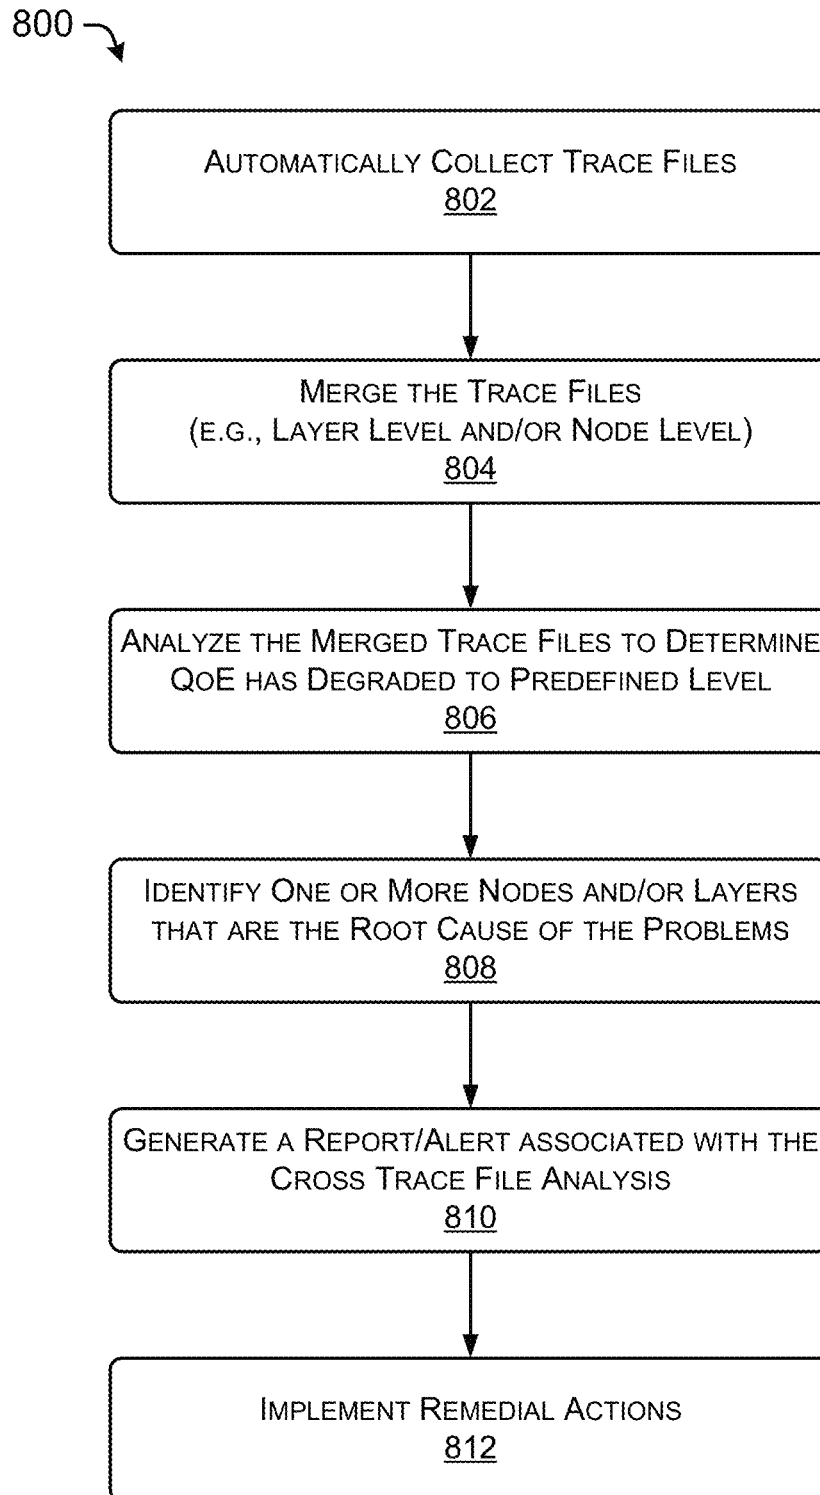 800
AUTOMATICALLY COLLECT TRACE FILES
802
MERGE THE TRACE FILES
(E.G., LAYER LEVEL AND/OR NODE LEVEL)
804
ANALYZE THE MERGED TRACE FILES TO DETERMINE
QOE HAS DEGRADED TO PREDEFINED LEVEL
806
IDENTIFY ONE OR MORE NODES AND/OR LAYERS
THAT ARE THE ROOT CAUSE OF THE PROBLEMS
808
GENERATE A REPORT/ALERT ASSOCIATED WITH THE
CROSS TRACE FILE ANALYSIS
810
IMPLEMENT REMEDIAL ACTIONS
812